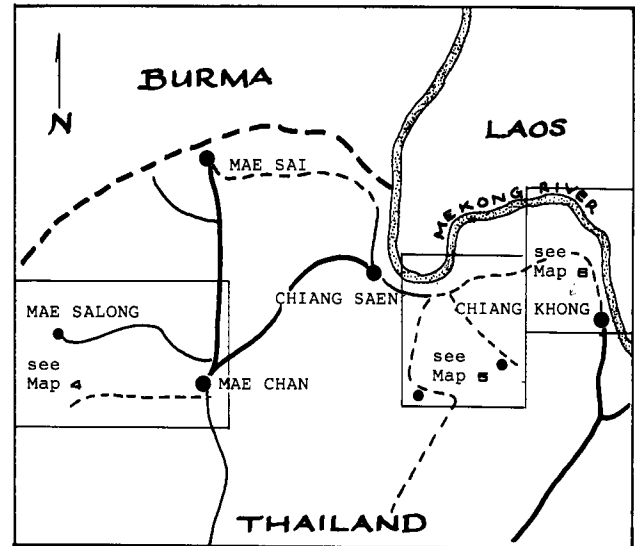 BURMA
N
LAOS
MAE SAI
MEKONG RIVER
see
Map 6
CHIANG SAEN
CHIANG KHONG
MAE SALONG
see
Map 4
MAE CHAN
see
Map 5
THAILAND